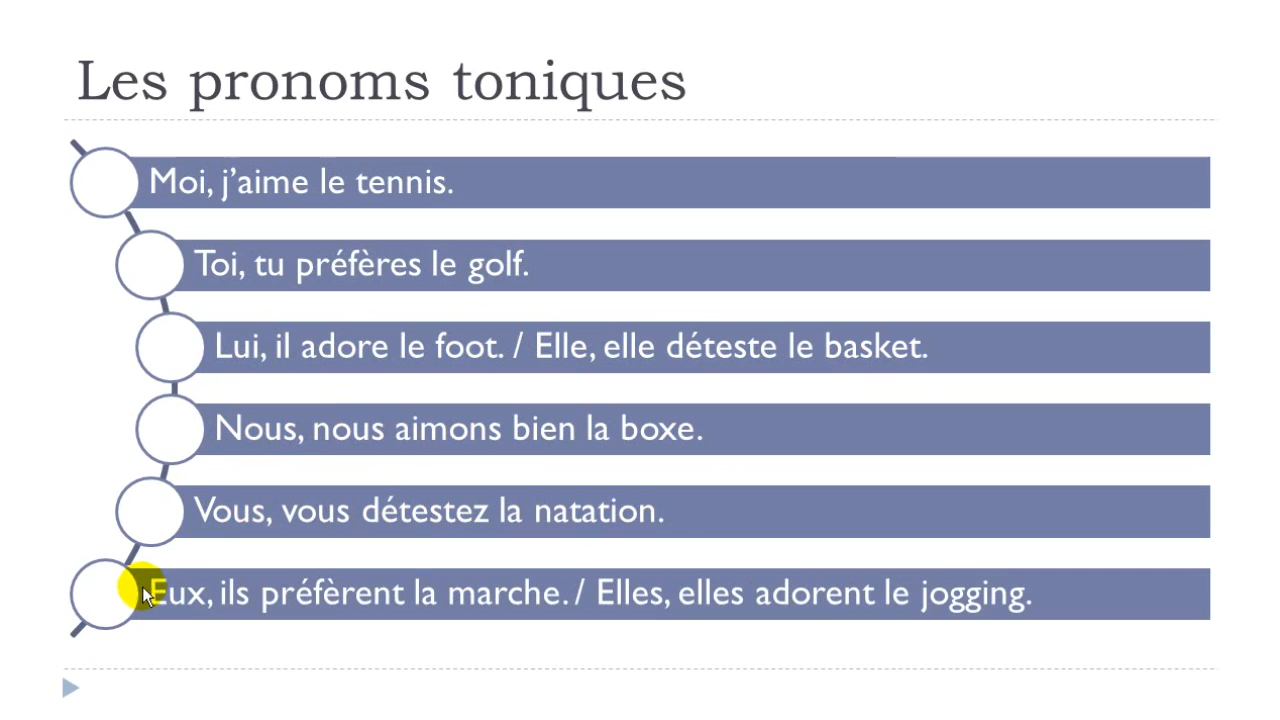 Les pronoms toniques
Moi, j’aime le tennis.
Toi, tu préfères le golf.
Lui, il adore le foot. / Elle, elle déteste le basket.
Nous, nous aimons bien la boxe.
Vous, vous détestez la natation.
Eux, ils préfèrent la marche. / Elles, elles adorent le jogging.